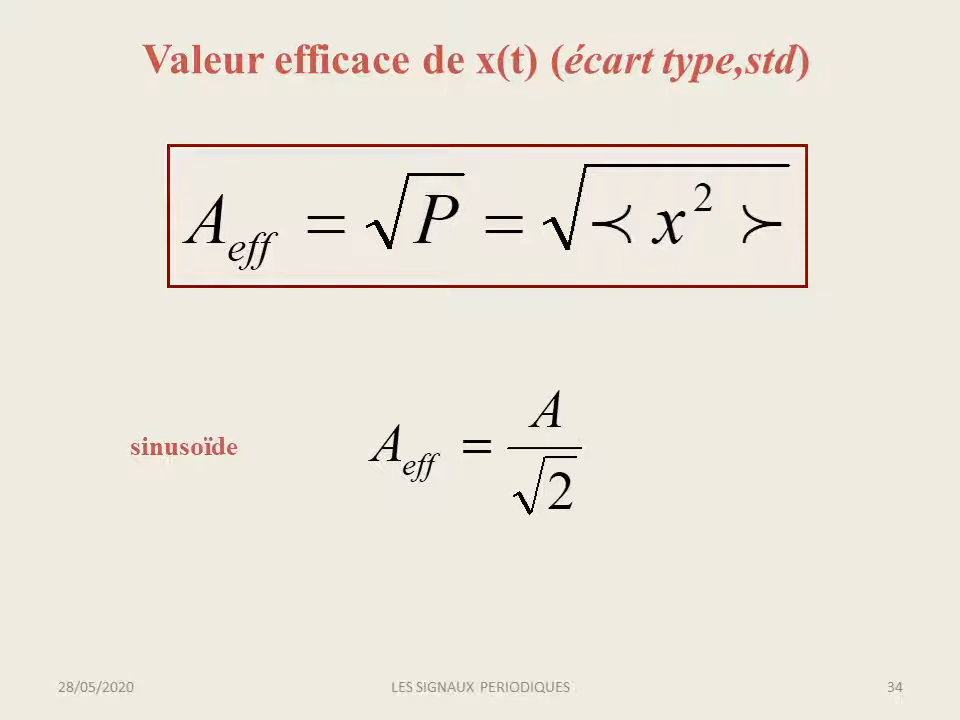 Valeur efficace de x(t) (écart type,std)
A_eff = √P = √≺ x² ≻
sinusoïde A_eff = A/√2
28/05/2020 LES SIGNAUX PERIODIQUES 34